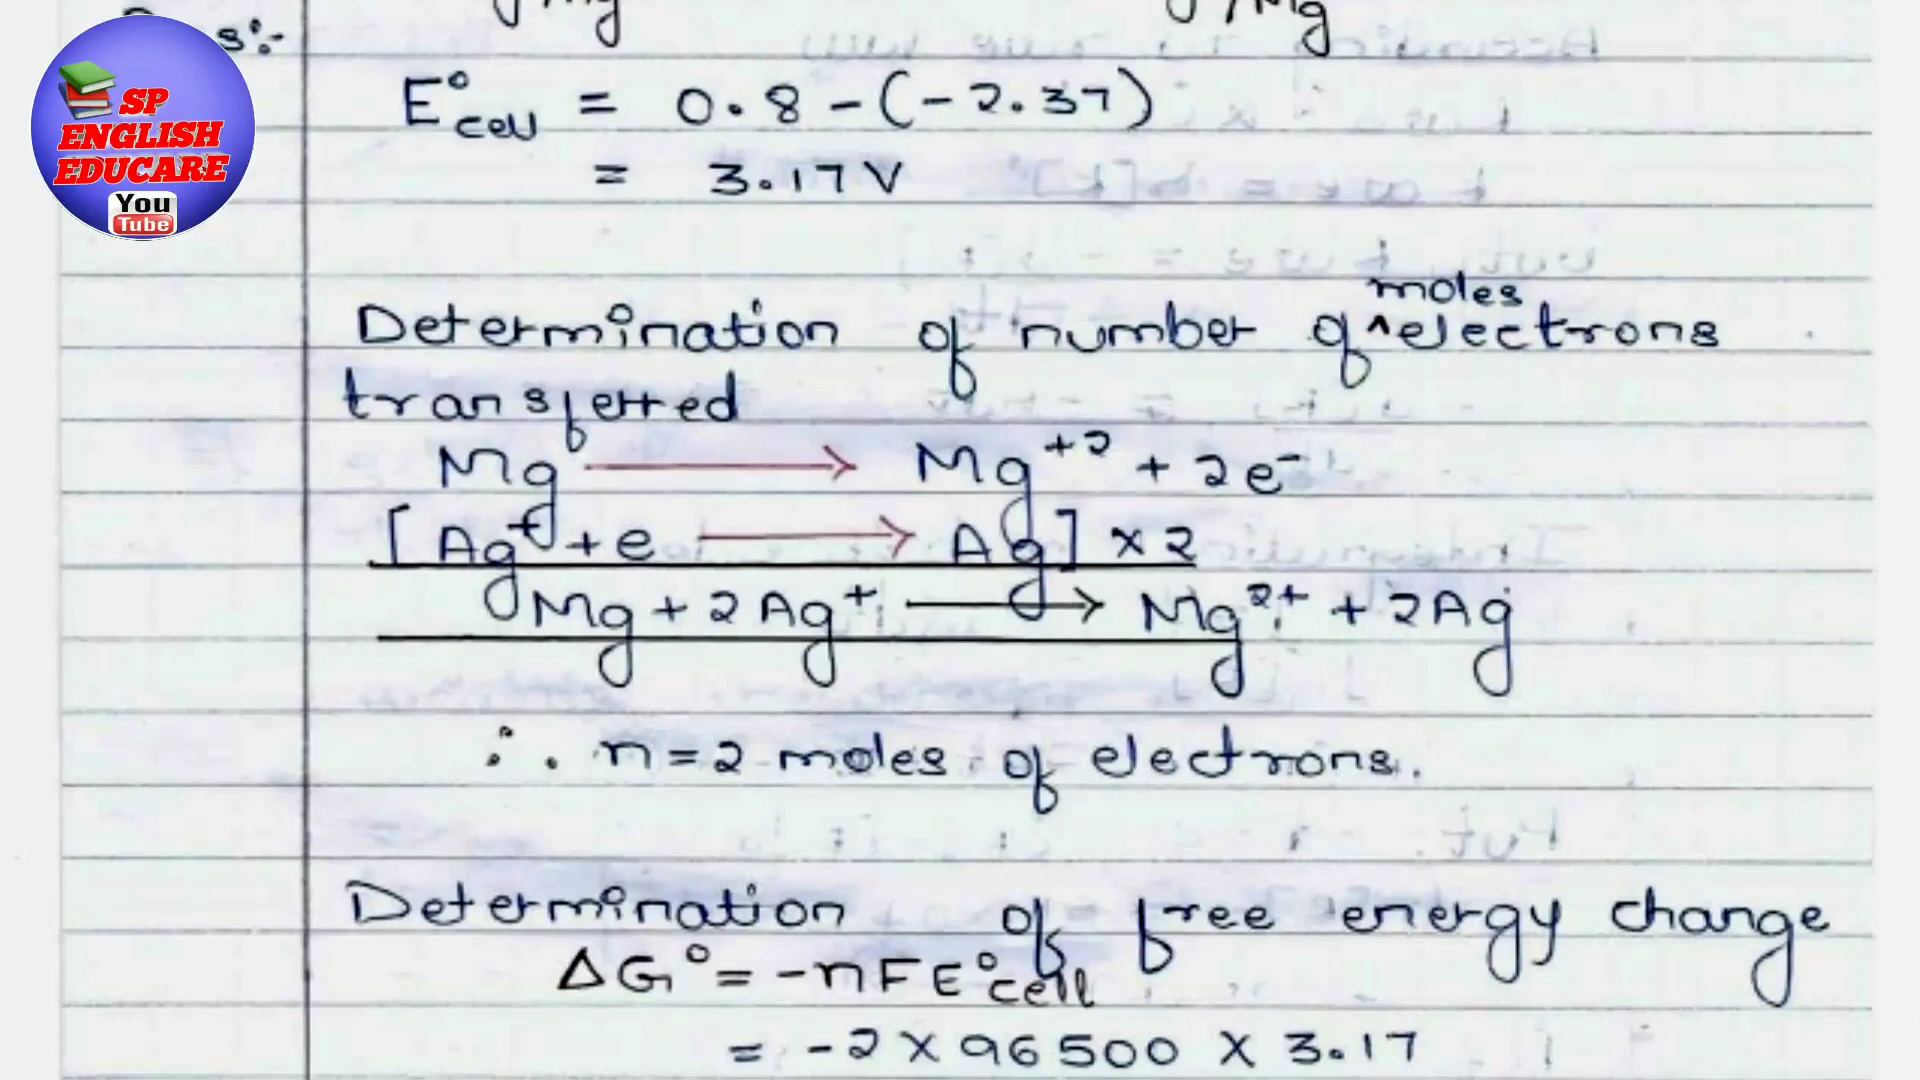 s:-
SP
ENGLISH
EDUCARE
You
Tube
E°cell = 0.8 - (-2.37)
= 3.17 V
Determination of number of ^moles electrons
transferred
Mg → Mg⁺² + 2e⁻
[Ag⁺ + e → Ag] × 2
Mg + 2Ag⁺ → Mg²⁺ + 2Ag
∴ n = 2 moles of electrons.
Determination of free energy change
ΔG° = -nFE°cell
= -2 × 96500 × 3.17